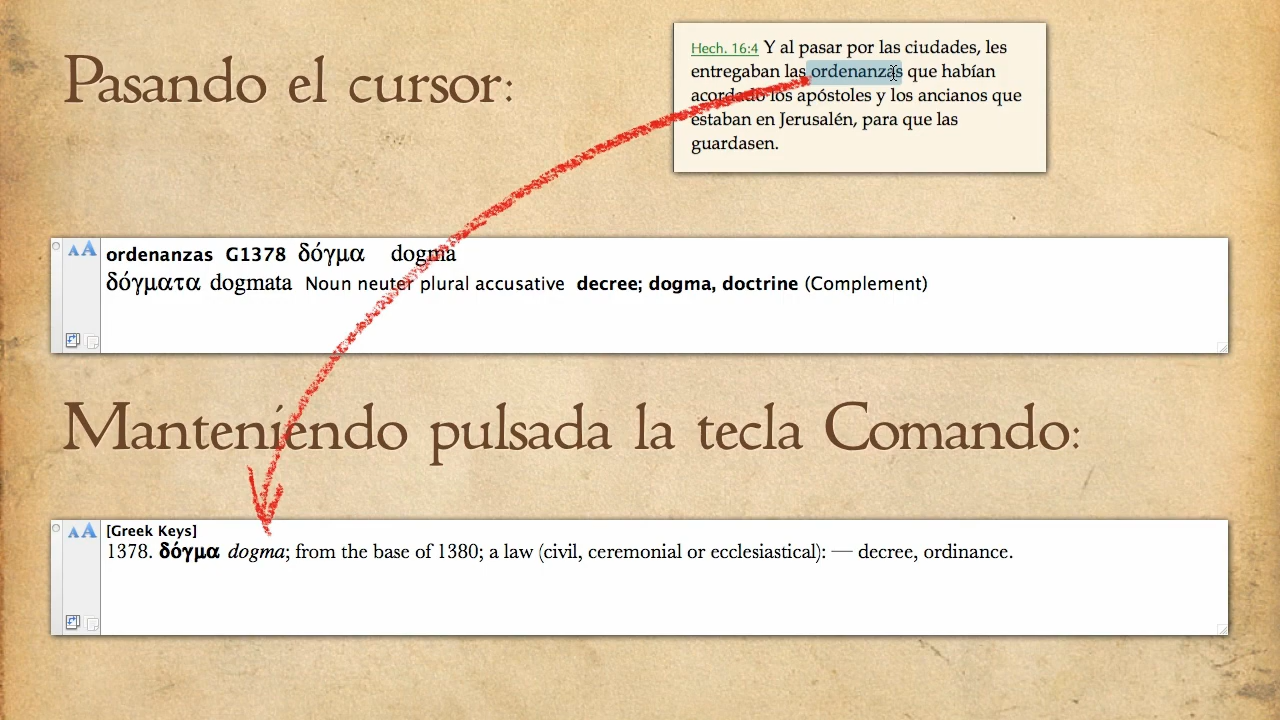 Pasando el cursor:
Hech. 16:4 Y al pasar por las ciudades, les
entregaban las ordenanzas que habían
acordado los apóstoles y los ancianos que
estaban en Jerusalén, para que las
guardasen.
AA
ordenanzas G1378 δόγμα dogma
δόγματα dogmata Noun neuter plural accusative decree; dogma, doctrine (Complement)
Manteniendo pulsada la tecla Comando:
AA
[Greek Keys]
1378. δόγμα dogma; from the base of 1380; a law (civil, ceremonial or ecclesiastical): — decree, ordinance.